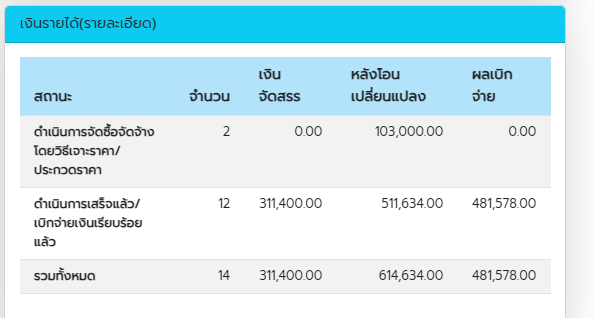 เงินรายได้(รายละเอียด)
สถานะ จำนวน เงินจัดสรร หลังโอนเปลี่ยนแปลง ผลเบิกจ่าย
ดำเนินการจัดซื้อจัดจ้าง 2 0.00 103,000.00 0.00
โดยวิธีเจาะราคา/
ประกวดราคา
ดำเนินการเสร็จแล้ว/ 12 311,400.00 511,634.00 481,578.00
เบิกจ่ายเงินเรียบร้อย
แล้ว
รวมทั้งหมด 14 311,400.00 614,634.00 481,578.00